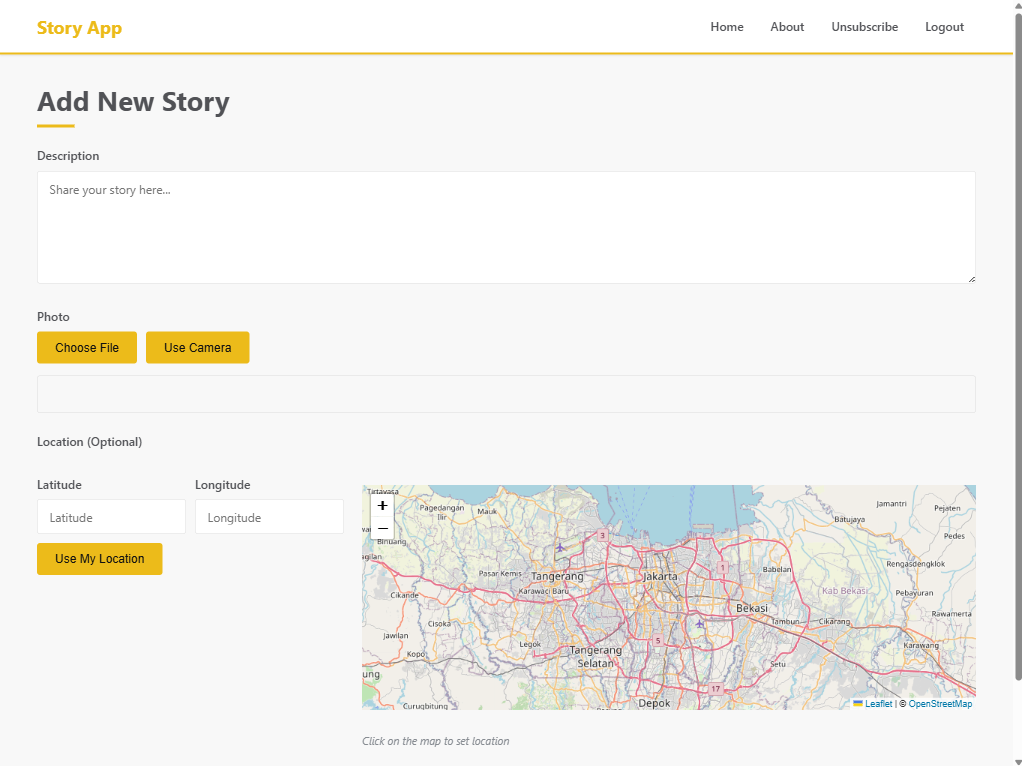 Story App
Home About Unsubscribe Logout
Add New Story
Description
Share your story here...
Photo
Choose File Use Camera
Location (Optional)
Latitude Longitude
Latitude Longitude
Use My Location
+
−
Tirtayasa
Pagedangan Ilir
Mauk
Binuang
Pasar Kemis
Tangerang
Karawaci Baru
Cikande
Cisoka
Jawilan
Kopo
Legok
Tangerang Selatan
Curugbitung
ung
Depok
Jakarta
Bekasi
Babelan
Tambun
Cikarang
Setu
Kab Bekasi
Batujaya
Jamantri
Pejaten
Pedes
Rengasdengklok
Pebayuran
Rawamerta
Karawang
3
1
5
17
Leaflet | © OpenStreetMap
Click on the map to set location